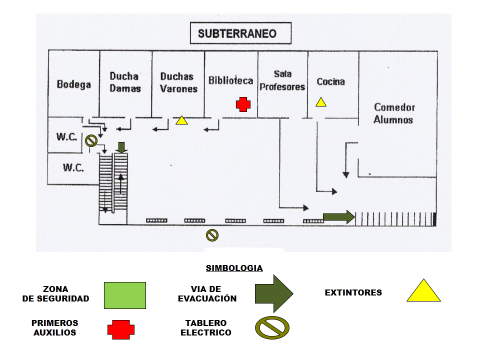 SUBTERRANEO
Bodega
Ducha
Damas
Duchas
Varones
Biblioteca
Sala
Profesores
Cocina
Comedor
Alumnos
W.C.
W.C.
SIMBOLOGIA
ZONA
DE SEGURIDAD
VIA DE
EVACUACIÓN
EXTINTORES
PRIMEROS
AUXILIOS
TABLERO
ELECTRICO